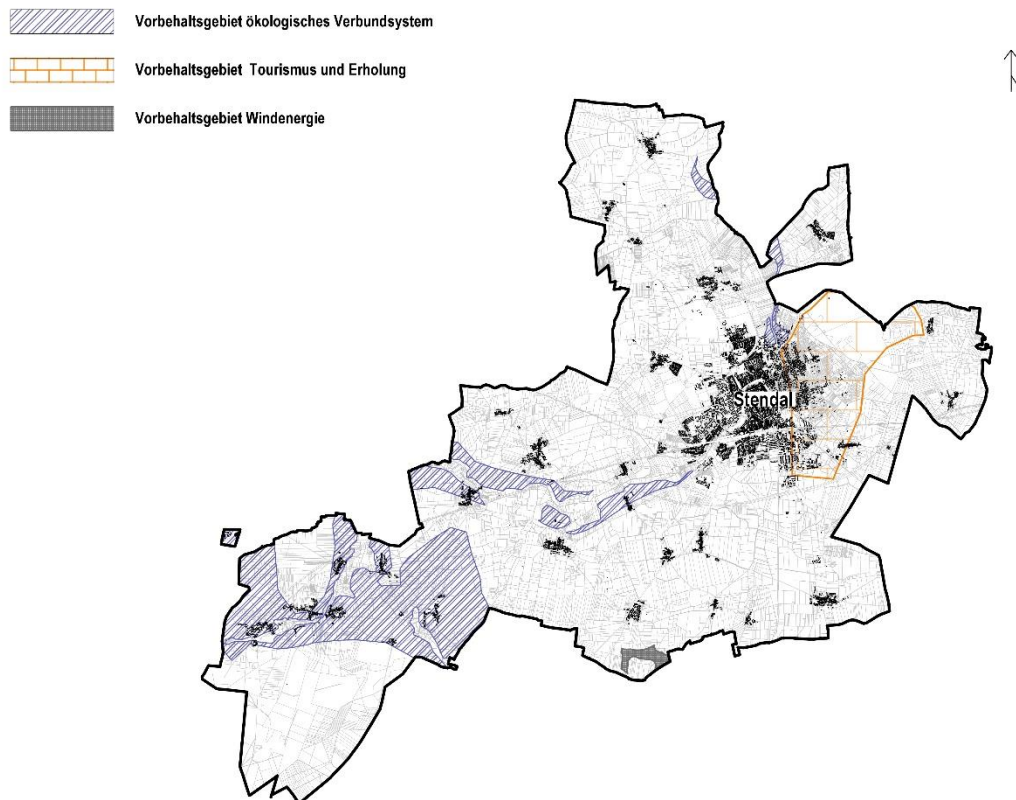 Vorbehaltsgebiet ökologisches Verbundsystem
Vorbehaltsgebiet Tourismus und Erholung
Vorbehaltsgebiet Windenergie
Stendal